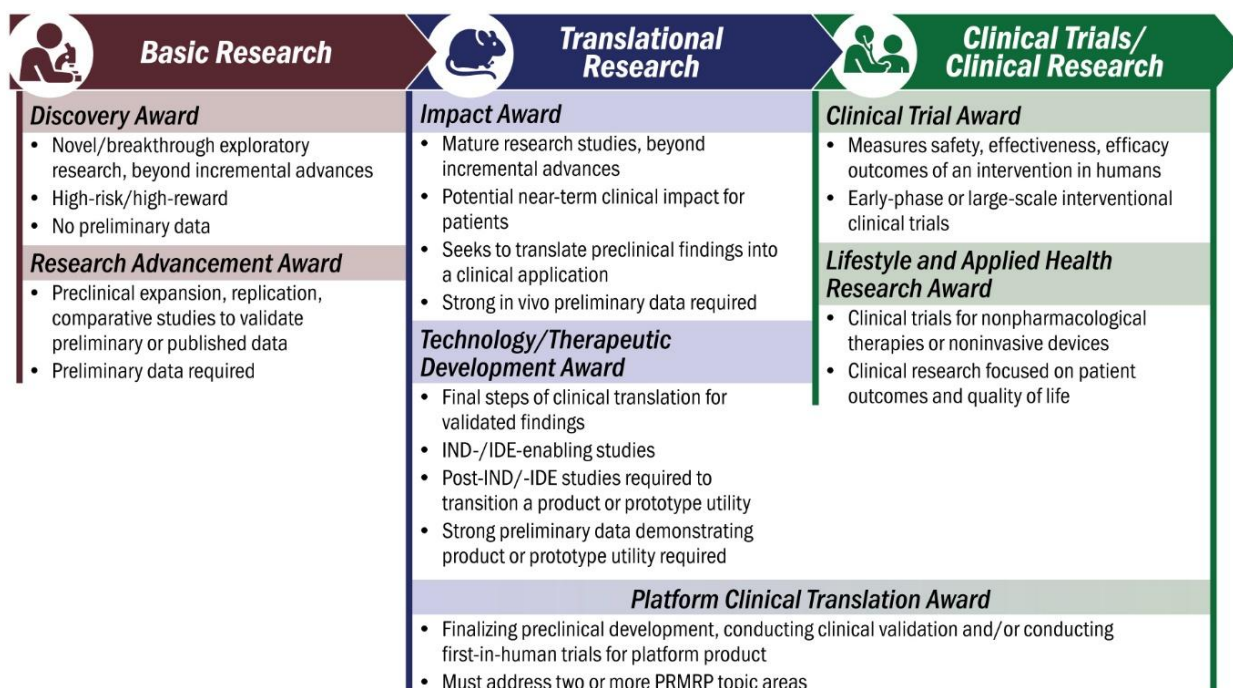 Basic Research
Discovery Award
• Novel/breakthrough exploratory
research, beyond incremental advances
• High-risk/high-reward
• No preliminary data
Research Advancement Award
• Preclinical expansion, replication,
comparative studies to validate
preliminary or published data
• Preliminary data required
Translational
Research
Impact Award
• Mature research studies, beyond
incremental advances
• Potential near-term clinical impact for
patients
• Seeks to translate preclinical findings into
a clinical application
• Strong in vivo preliminary data required
Technology/Therapeutic
Development Award
• Final steps of clinical translation for
validated findings
• IND-/IDE-enabling studies
• Post-IND/-IDE studies required to
transition a product or prototype utility
• Strong preliminary data demonstrating
product or prototype utility required
Clinical Trials/
Clinical Research
Clinical Trial Award
• Measures safety, effectiveness, efficacy
outcomes of an intervention in humans
• Early-phase or large-scale interventional
clinical trials
Lifestyle and Applied Health
Research Award
• Clinical trials for nonpharmacological
therapies or noninvasive devices
• Clinical research focused on patient
outcomes and quality of life
Platform Clinical Translation Award
• Finalizing preclinical development, conducting clinical validation and/or conducting
first-in-human trials for platform product
• Must address two or more PRMRP topic areas